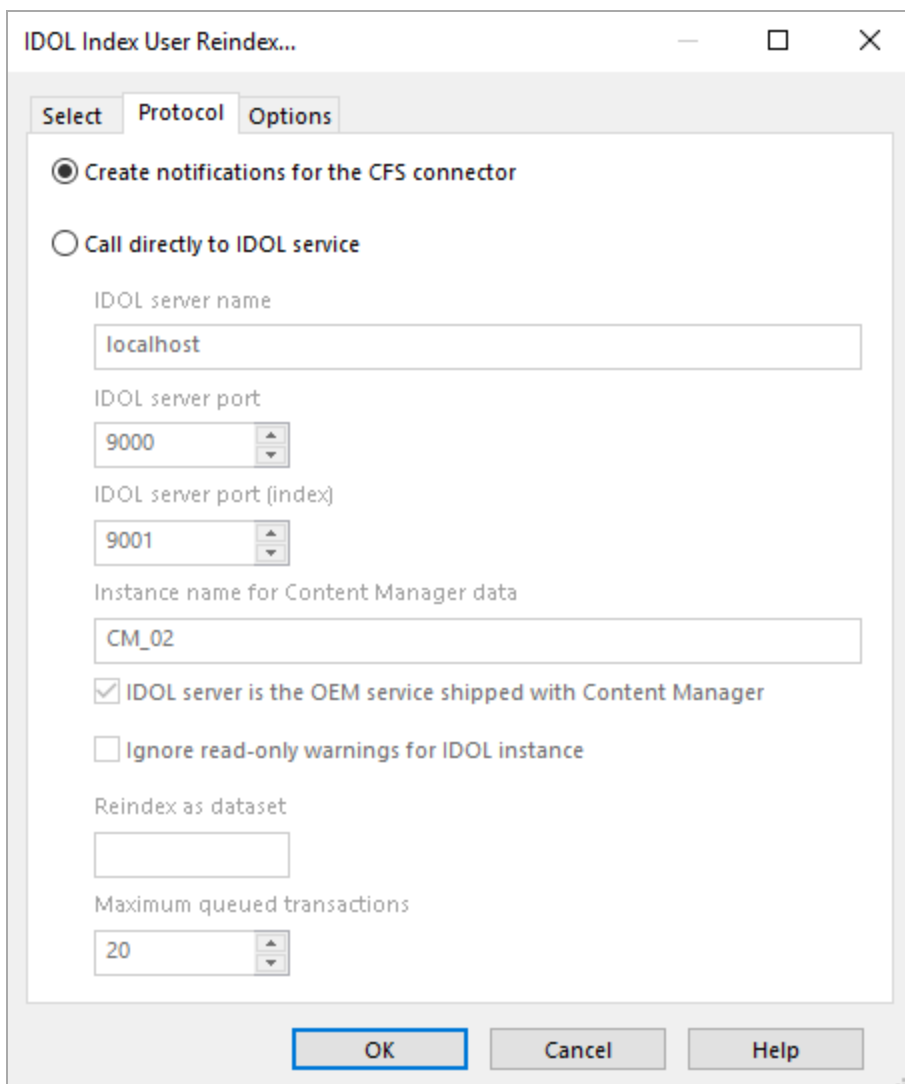 IDOL Index User Reindex...
Select Protocol Options
Create notifications for the CFS connector
Call directly to IDOL service
IDOL server name
localhost
IDOL server port
9000
IDOL server port (index)
9001
Instance name for Content Manager data
CM_02
IDOL server is the OEM service shipped with Content Manager
Ignore read-only warnings for IDOL instance
Reindex as dataset
Maximum queued transactions
20
OK Cancel Help